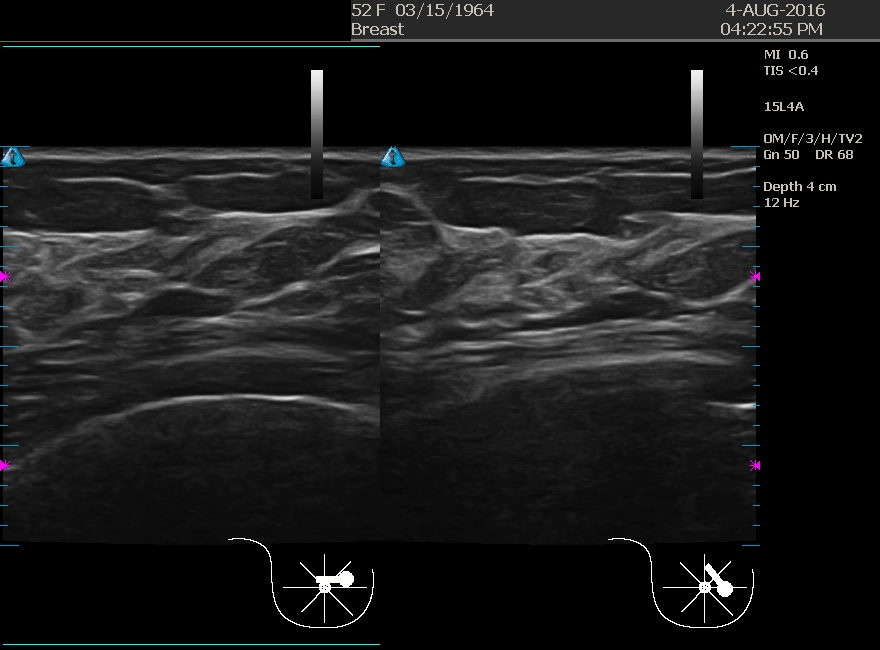 52 F 03/15/1964
4-AUG-2016
Breast
04:22:55 PM
MI 0.6
TIS <0.4
15L4A
OM/F/3/H/TV2
Gn 50 DR 68
Depth 4 cm
12 Hz